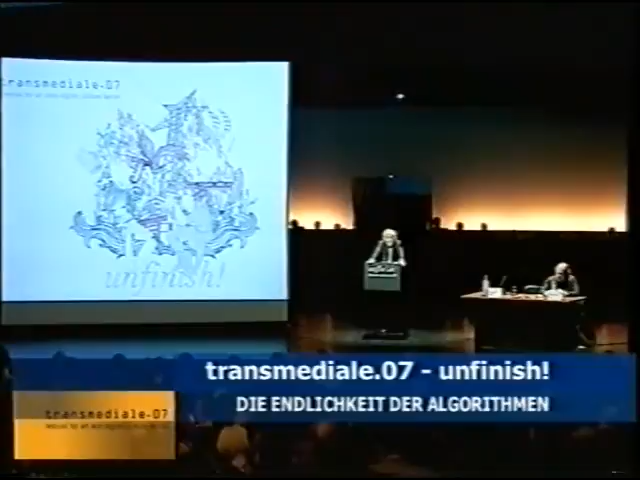 transmediale.07
unfinish!
transmediale.07 - unfinish!
DIE ENDLICHKEIT DER ALGORITHMEN
transmediale.07